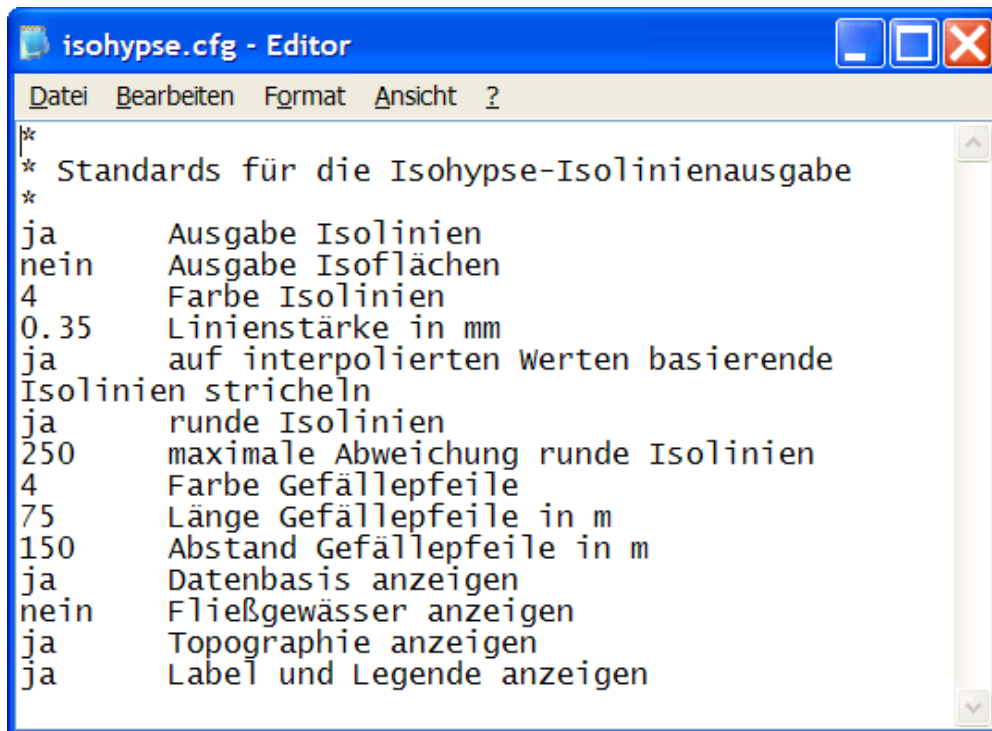 isohypse.cfg - Editor
Datei Bearbeiten Format Ansicht ?
*
* Standards für die Isohypse-Isolinienausgabe
*
ja Ausgabe Isolinien
nein Ausgabe Isoflächen
4 Farbe Isolinien
0.35 Linienstärke in mm
ja auf interpolierten Werten basierende
Isolinien stricheln
ja runde Isolinien
250 maximale Abweichung runde Isolinien
4 Farbe Gefällepfeile
75 Länge Gefällepfeile in m
150 Abstand Gefällepfeile in m
ja Datenbasis anzeigen
nein Fließgewässer anzeigen
ja Topographie anzeigen
ja Label und Legende anzeigen